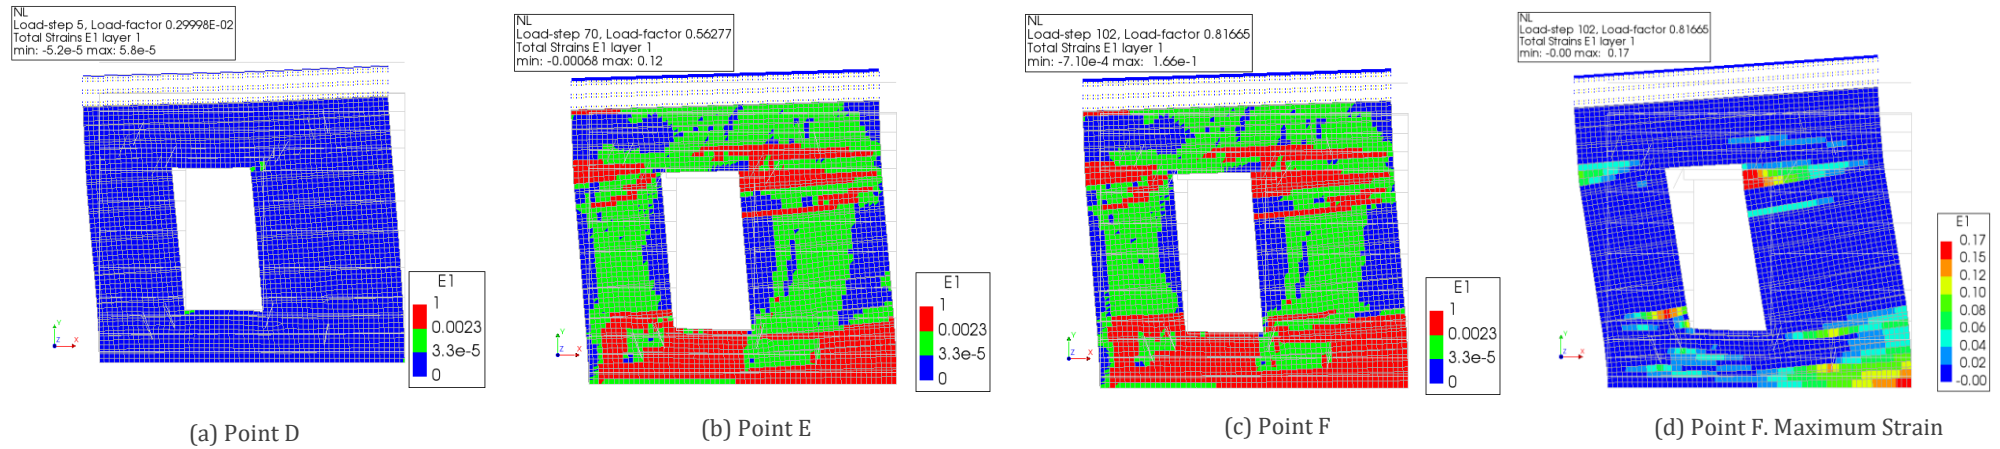 NL
Load-step 5, Load-factor 0.29998E-02
Total Strains E1 layer 1
min: -5.2e-5 max: 5.8e-5
E1
1
0.0023
3.3e-5
0
Y
Z
X
(a) Point D
NL
Load-step 70, Load-factor 0.56277
Total Strains E1 layer 1
min: -0.00068 max: 0.12
E1
1
0.0023
3.3e-5
0
Y
Z
X
(b) Point E
NL
Load-step 102, Load-factor 0.81665
Total Strains E1 layer 1
min: -7.10e-4 max: 1.66e-1
E1
1
0.0023
3.3e-5
0
Y
Z
X
(c) Point F
NL
Load-step 102, Load-factor 0.81665
Total Strains E1 layer 1
min: -0.00 max: 0.17
E1
0.17
0.15
0.12
0.10
0.08
0.06
0.04
0.02
-0.00
Y
Z
X
(d) Point F. Maximum Strain